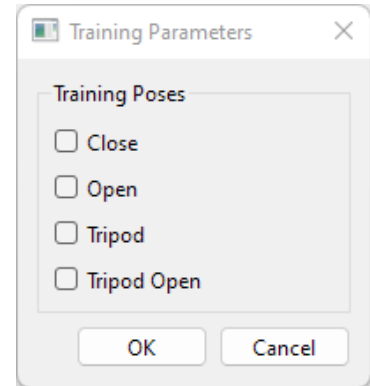 Training Parameters
Training Poses
Close
Open
Tripod
Tripod Open
OK Cancel